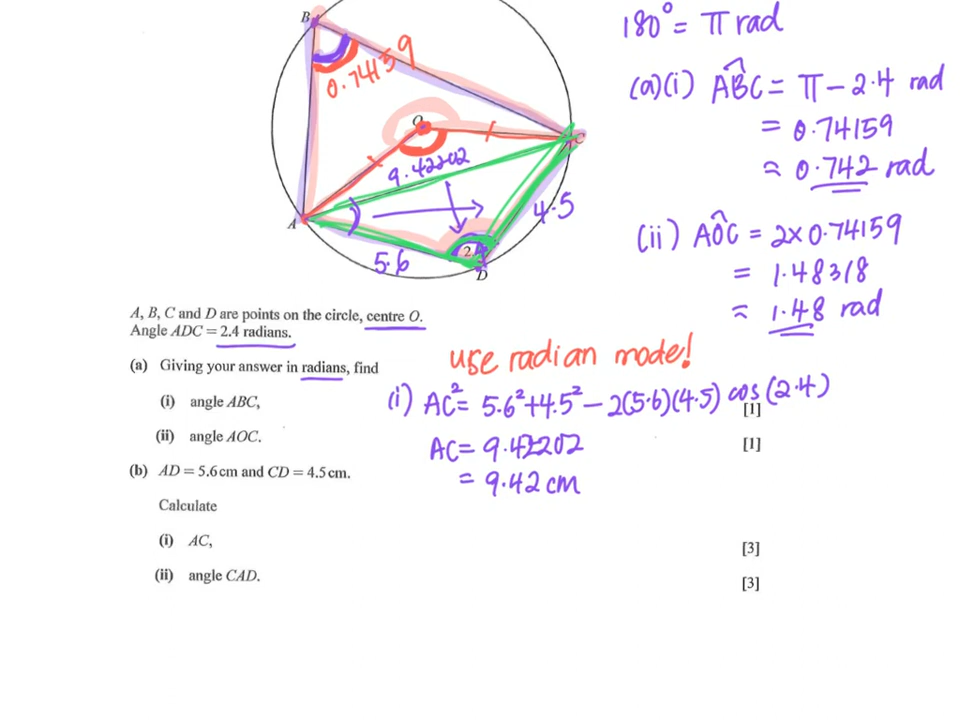 B
0.74159
O
9.42202
A
5.6
2.4
D
4.5
C
180° = π rad
(a)(i) AB̂C = π - 2.4 rad
= 0.74159
≈ 0.742 rad
(ii) AÔC = 2 × 0.74159
= 1.48318
≈ 1.48 rad
A, B, C and D are points on the circle, centre O.
Angle ADC = 2.4 radians.
(a) Giving your answer in radians, find
use radian mode!
(i) angle ABC, [1]
(i) AC² = 5.6² + 4.5² - 2(5.6)(4.5) cos(2.4)
(ii) angle AOC. [1]
AC = 9.42202
= 9.42 cm
(b) AD = 5.6 cm and CD = 4.5 cm.
Calculate
(i) AC, [3]
(ii) angle CAD. [3]